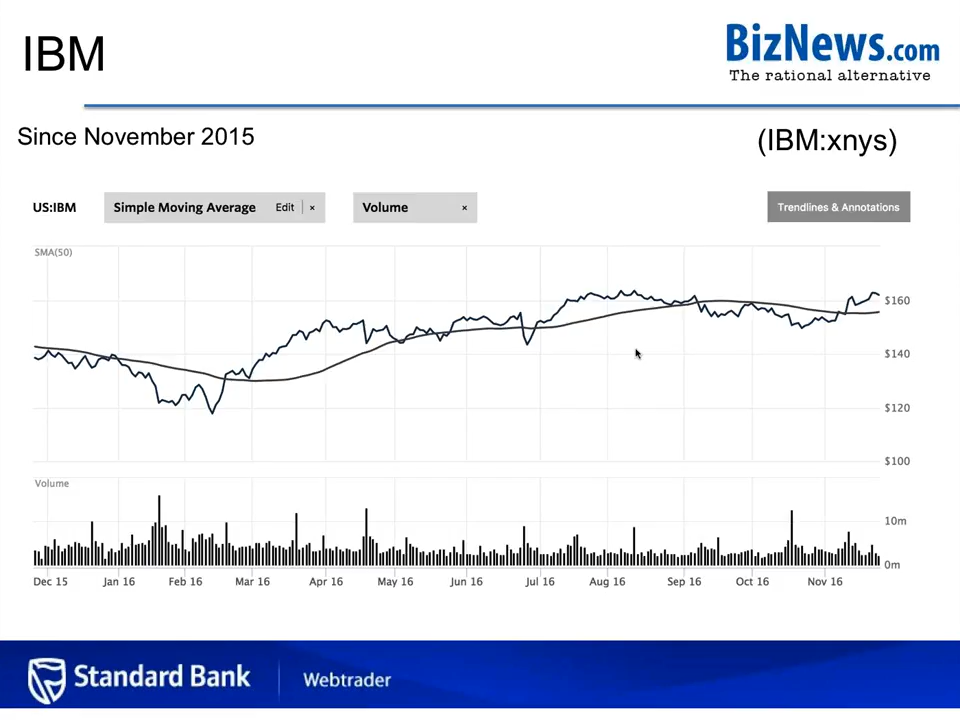 IBM
BizNews.com
The rational alternative
Since November 2015
(IBM:xnys)
US:IBM
Simple Moving Average Edit ×
Volume ×
Trendlines & Annotations
SMA(50)
$160
$140
$120
$100
Volume
10m
0m
Dec 15 Jan 16 Feb 16 Mar 16 Apr 16 May 16 Jun 16 Jul 16 Aug 16 Sep 16 Oct 16 Nov 16
Standard Bank Webtrader